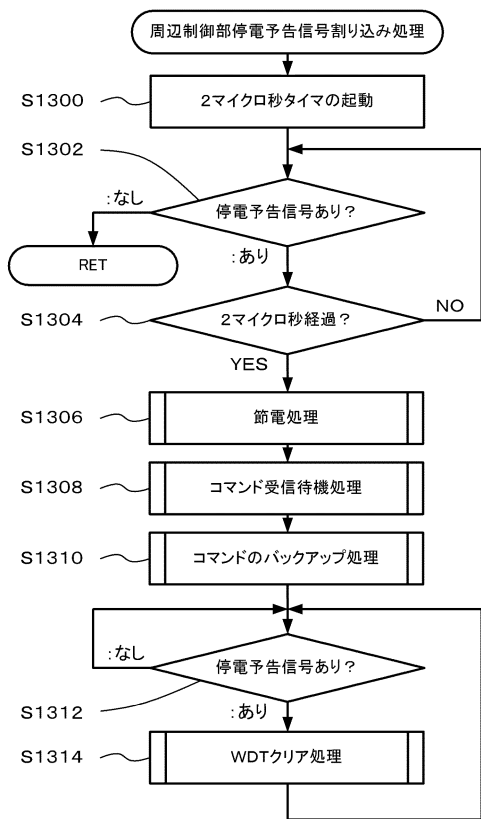 周辺制御部停電予告信号割り込み処理
S1300
2マイクロ秒タイマの起動
S1302
:なし
停電予告信号あり?
RET
:あり
S1304
2マイクロ秒経過?
NO
YES
S1306
節電処理
S1308
コマンド受信待機処理
S1310
コマンドのバックアップ処理
:なし
停電予告信号あり?
S1312
:あり
S1314
WDTクリア処理